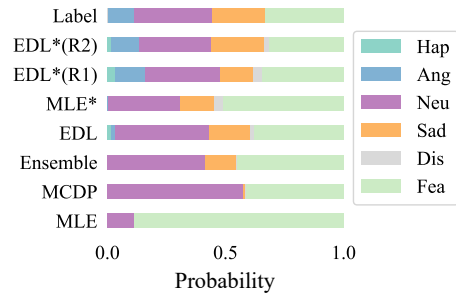 Label
EDL*(R2)
EDL*(R1)
MLE*
EDL
Ensemble
MCDP
MLE
0.0 0.5 1.0
Probability
Hap
Ang
Neu
Sad
Dis
Fea